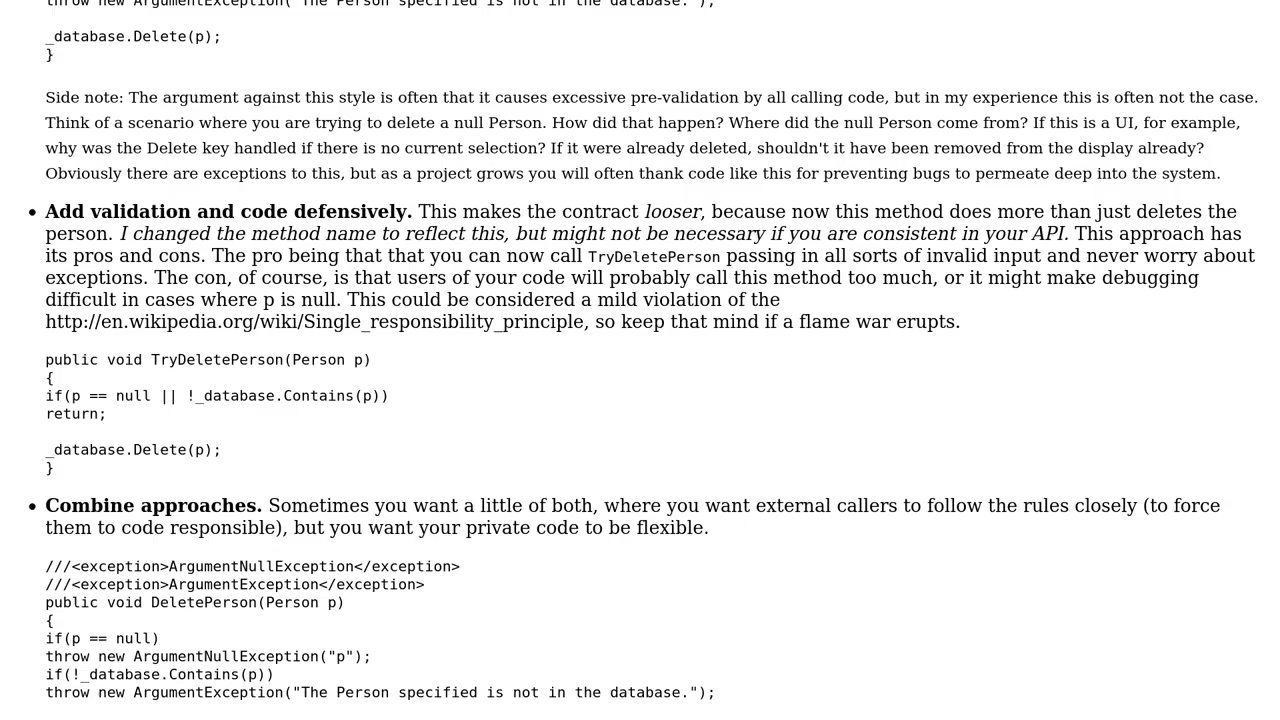 throw new ArgumentException("The Person specified is not in the database.");
_database.Delete(p);
}
Side note: The argument against this style is often that it causes excessive pre-validation by all calling code, but in my experience this is often not the case.
Think of a scenario where you are trying to delete a null Person. How did that happen? Where did the null Person come from? If this is a UI, for example,
why was the Delete key handled if there is no current selection? If it were already deleted, shouldn't it have been removed from the display already?
Obviously there are exceptions to this, but as a project grows you will often thank code like this for preventing bugs to permeate deep into the system.
• Add validation and code defensively. This makes the contract looser, because now this method does more than just deletes the
person. I changed the method name to reflect this, but might not be necessary if you are consistent in your API. This approach has
its pros and cons. The pro being that that you can now call TryDeletePerson passing in all sorts of invalid input and never worry about
exceptions. The con, of course, is that users of your code will probably call this method too much, or it might make debugging
difficult in cases where p is null. This could be considered a mild violation of the
http://en.wikipedia.org/wiki/Single_responsibility_principle, so keep that mind if a flame war erupts.
public void TryDeletePerson(Person p)
{
if(p == null || !_database.Contains(p))
return;
_database.Delete(p);
}
• Combine approaches. Sometimes you want a little of both, where you want external callers to follow the rules closely (to force
them to code responsible), but you want your private code to be flexible.
///<exception>ArgumentNullException</exception>
///<exception>ArgumentException</exception>
public void DeletePerson(Person p)
{
if(p == null)
throw new ArgumentNullException("p");
if(!_database.Contains(p))
throw new ArgumentException("The Person specified is not in the database.");